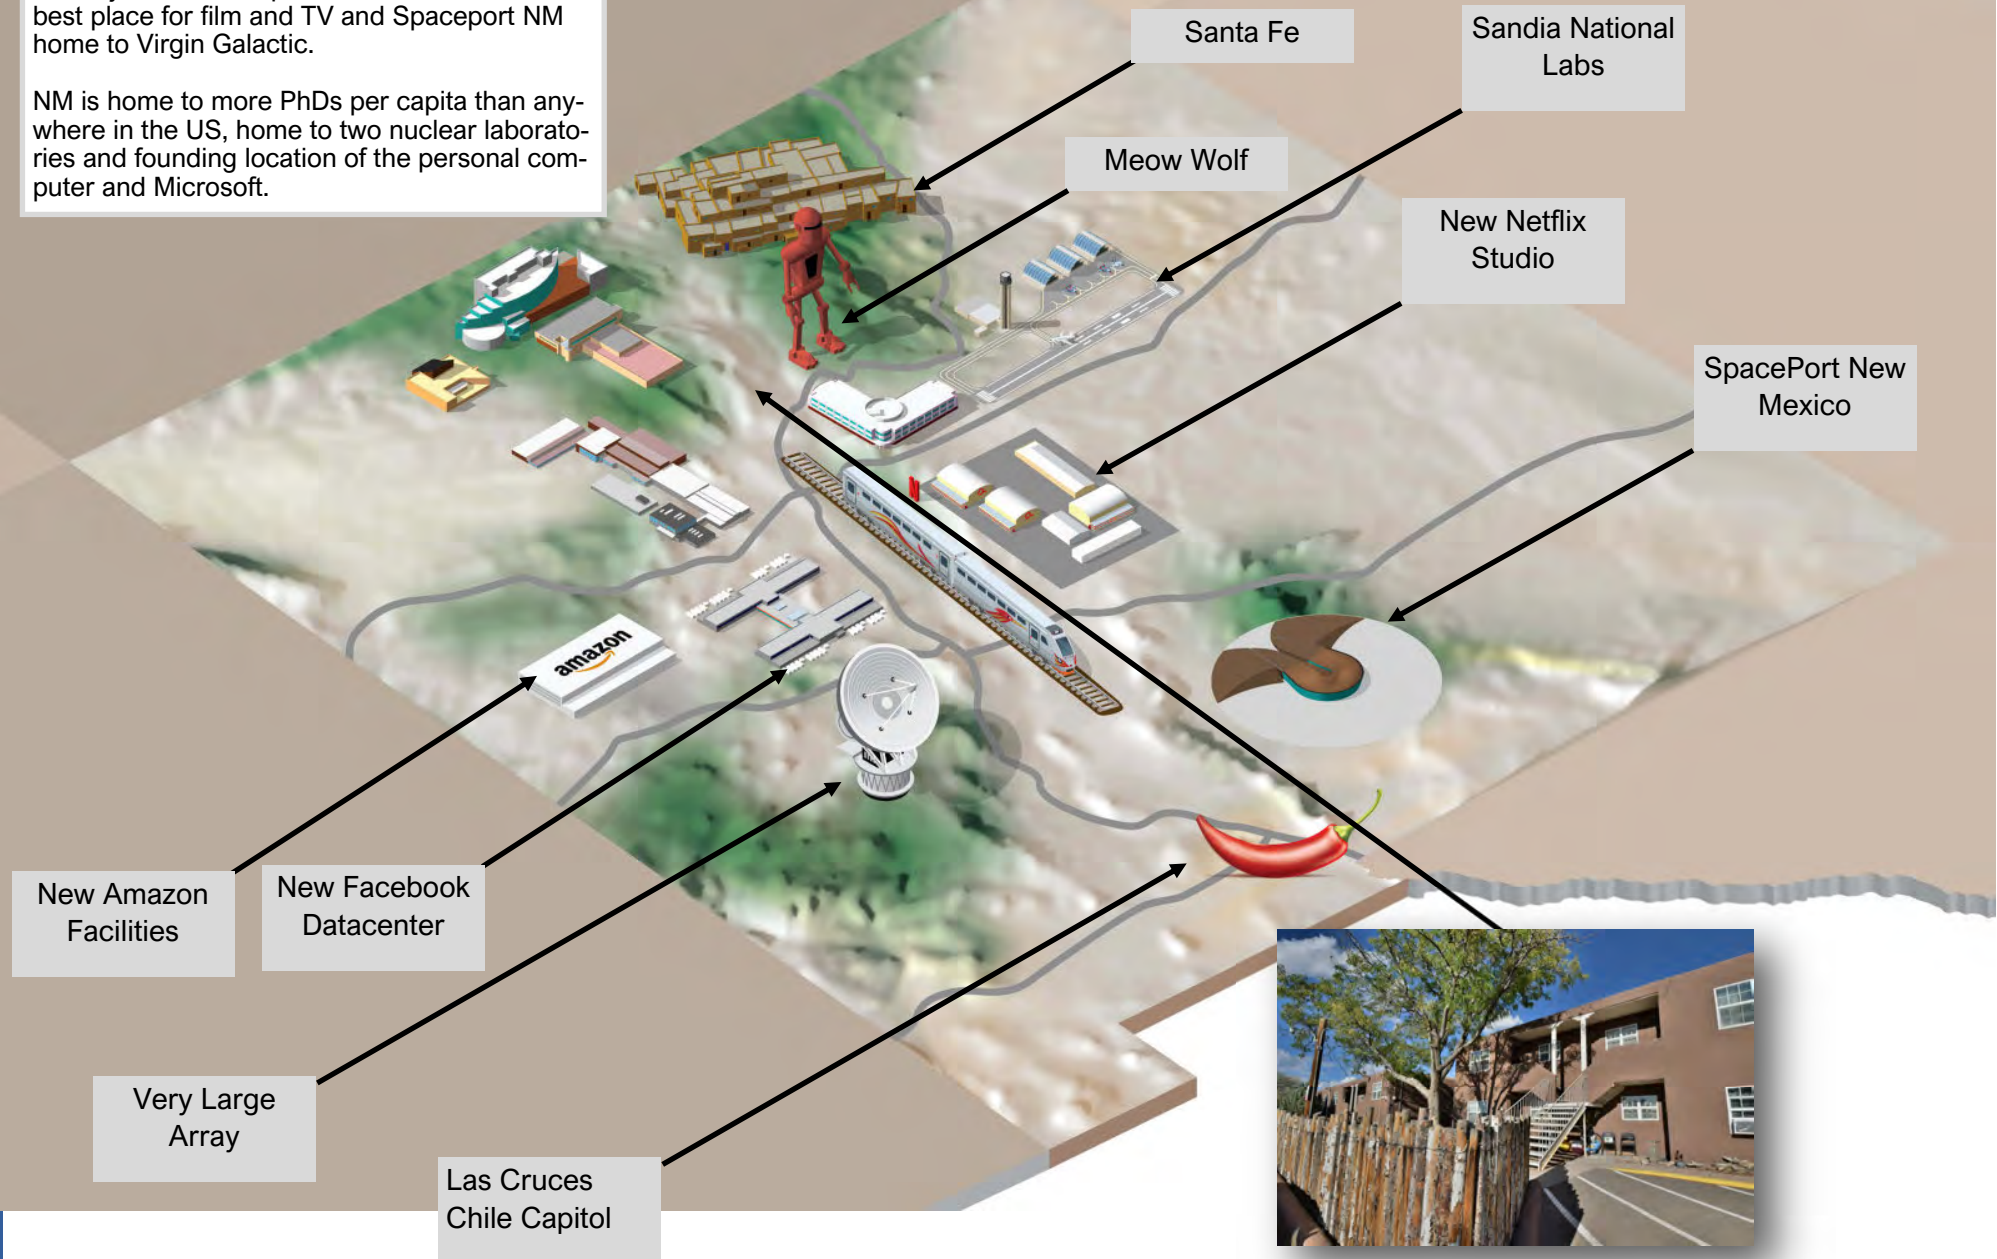 best place for film and TV and Spaceport NM
home to Virgin Galactic.
NM is home to more PhDs per capita than any-
where in the US, home to two nuclear laborato-
ries and founding location of the personal com-
puter and Microsoft.
Santa Fe
Sandia National
Labs
Meow Wolf
New Netflix
Studio
SpacePort New
Mexico
N
amazon
New Amazon
Facilities
New Facebook
Datacenter
Very Large
Array
Las Cruces
Chile Capitol